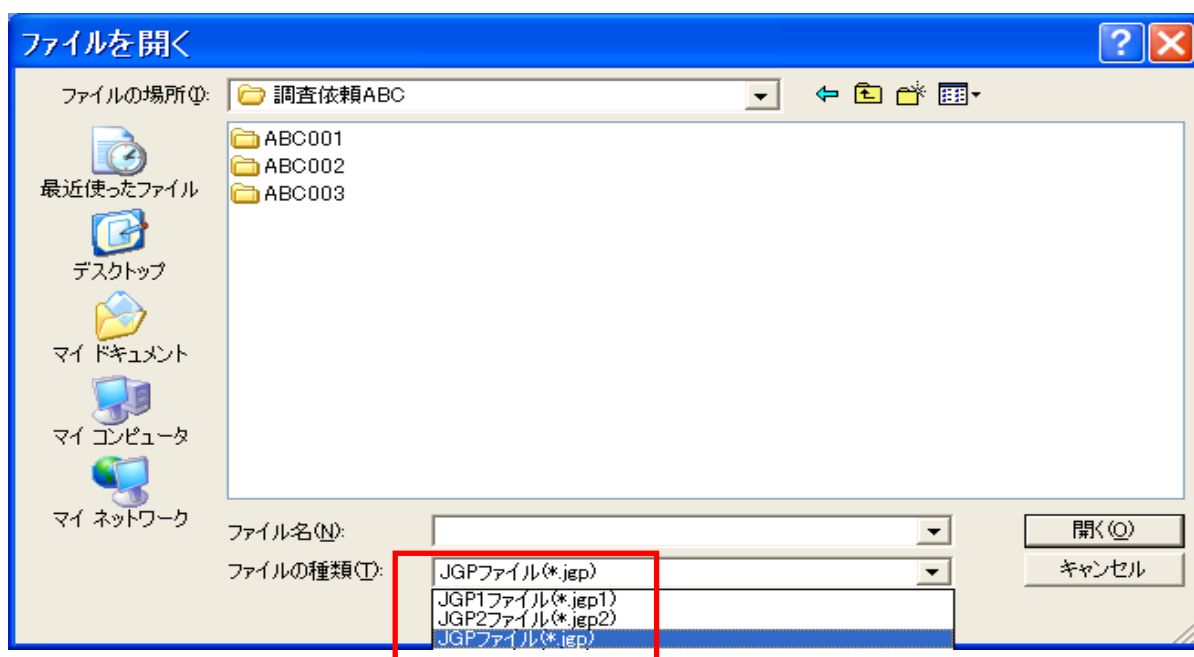 ファイルを開く
ファイルの場所(I):
調査依頼ABC
ABC001
ABC002
ABC003
最近使ったファイル
デスクトップ
マイ ドキュメント
マイ コンピュータ
マイ ネットワーク
ファイル名(N):
開く(O)
ファイルの種類(T):
JGPファイル(*.jgp)
キャンセル
JGP1ファイル(*.jgp1)
JGP2ファイル(*.jgp2)
JGPファイル(*.jgp)